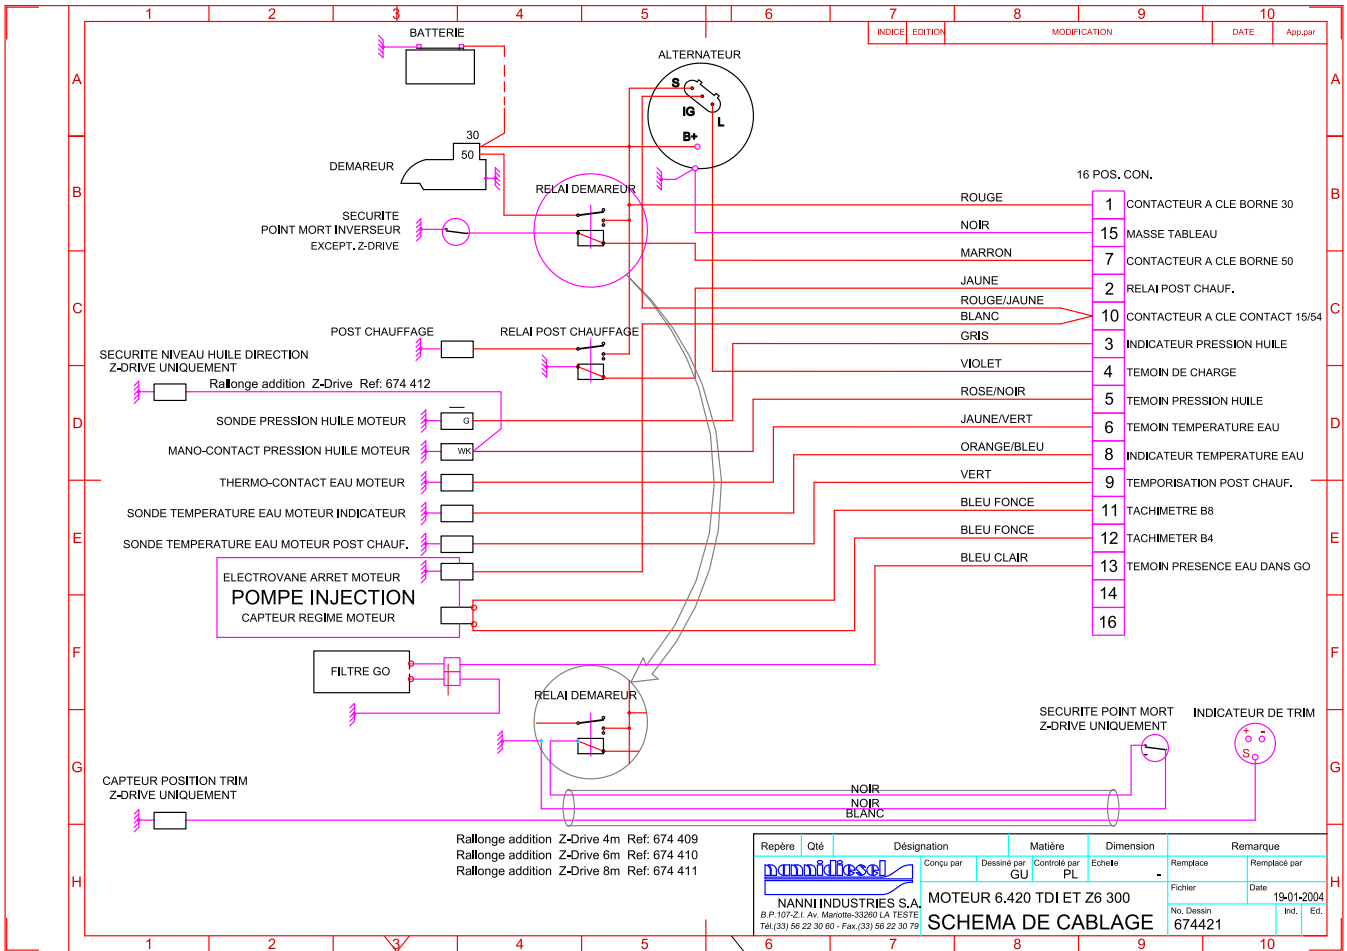 1 2 3 4 5 6 7 8 9 10
INDICE EDITION MODIFICATION DATE App.par
A A
B B
C C
D D
E E
F F
G G
H H
BATTERIE
ALTERNATEUR
S
IG
L
B+
30
50
DEMAREUR
RELAI DEMAREUR
SECURITE
POINT MORT INVERSEUR
EXCEPT. Z-DRIVE
16 POS. CON.
ROUGE 1 CONTACTEUR A CLE BORNE 30
NOIR 15 MASSE TABLEAU
MARRON 7 CONTACTEUR A CLE BORNE 50
JAUNE 2 RELAI POST CHAUF.
ROUGE/JAUNE
BLANC 10 CONTACTEUR A CLE CONTACT 15/54
GRIS 3 INDICATEUR PRESSION HUILE
VIOLET 4 TEMOIN DE CHARGE
ROSE/NOIR 5 TEMOIN PRESSION HUILE
JAUNE/VERT 6 TEMOIN TEMPERATURE EAU
ORANGE/BLEU 8 INDICATEUR TEMPERATURE EAU
VERT 9 TEMPORISATION POST CHAUF.
BLEU FONCE 11 TACHIMETRE B8
BLEU FONCE 12 TACHIMETER B4
BLEU CLAIR 13 TEMOIN PRESENCE EAU DANS GO
14
16
POST CHAUFFAGE
RELAI POST CHAUFFAGE
SECURITE NIVEAU HUILE DIRECTION
Z-DRIVE UNIQUEMENT
Rallonge addition Z-Drive Ref: 674 412
SONDE PRESSION HUILE MOTEUR
G
MANO-CONTACT PRESSION HUILE MOTEUR
WK
THERMO-CONTACT EAU MOTEUR
SONDE TEMPERATURE EAU MOTEUR INDICATEUR
SONDE TEMPERATURE EAU MOTEUR POST CHAUF.
ELECTROVANE ARRET MOTEUR
POMPE INJECTION
CAPTEUR REGIME MOTEUR
FILTRE GO
RELAI DEMAREUR
SECURITE POINT MORT
Z-DRIVE UNIQUEMENT
INDICATEUR DE TRIM
+ -
S
CAPTEUR POSITION TRIM
Z-DRIVE UNIQUEMENT
NOIR
NOIR
BLANC
Rallonge addition Z-Drive 4m Ref: 674 409
Rallonge addition Z-Drive 6m Ref: 674 410
Rallonge addition Z-Drive 8m Ref: 674 411
Repère Qté Désignation Matière Dimension Remarque
nannidiesel
Conçu par
Dessiné par
GU
Controlé par
PL
Echelle
-
Remplace
Remplacé par
NANNI INDUSTRIES S.A.
B.P.107-Z.I. Av. Mariotte-33260 LA TESTE
Tél.(33) 56 22 30 60 - Fax.(33) 56 22 30 79
MOTEUR 6.420 TDI ET Z6 300
SCHEMA DE CABLAGE
Fichier
Date
19-01-2004
No. Dessin
674421
Ind. Ed.
1 2 3 4 5 6 7 8 9 10